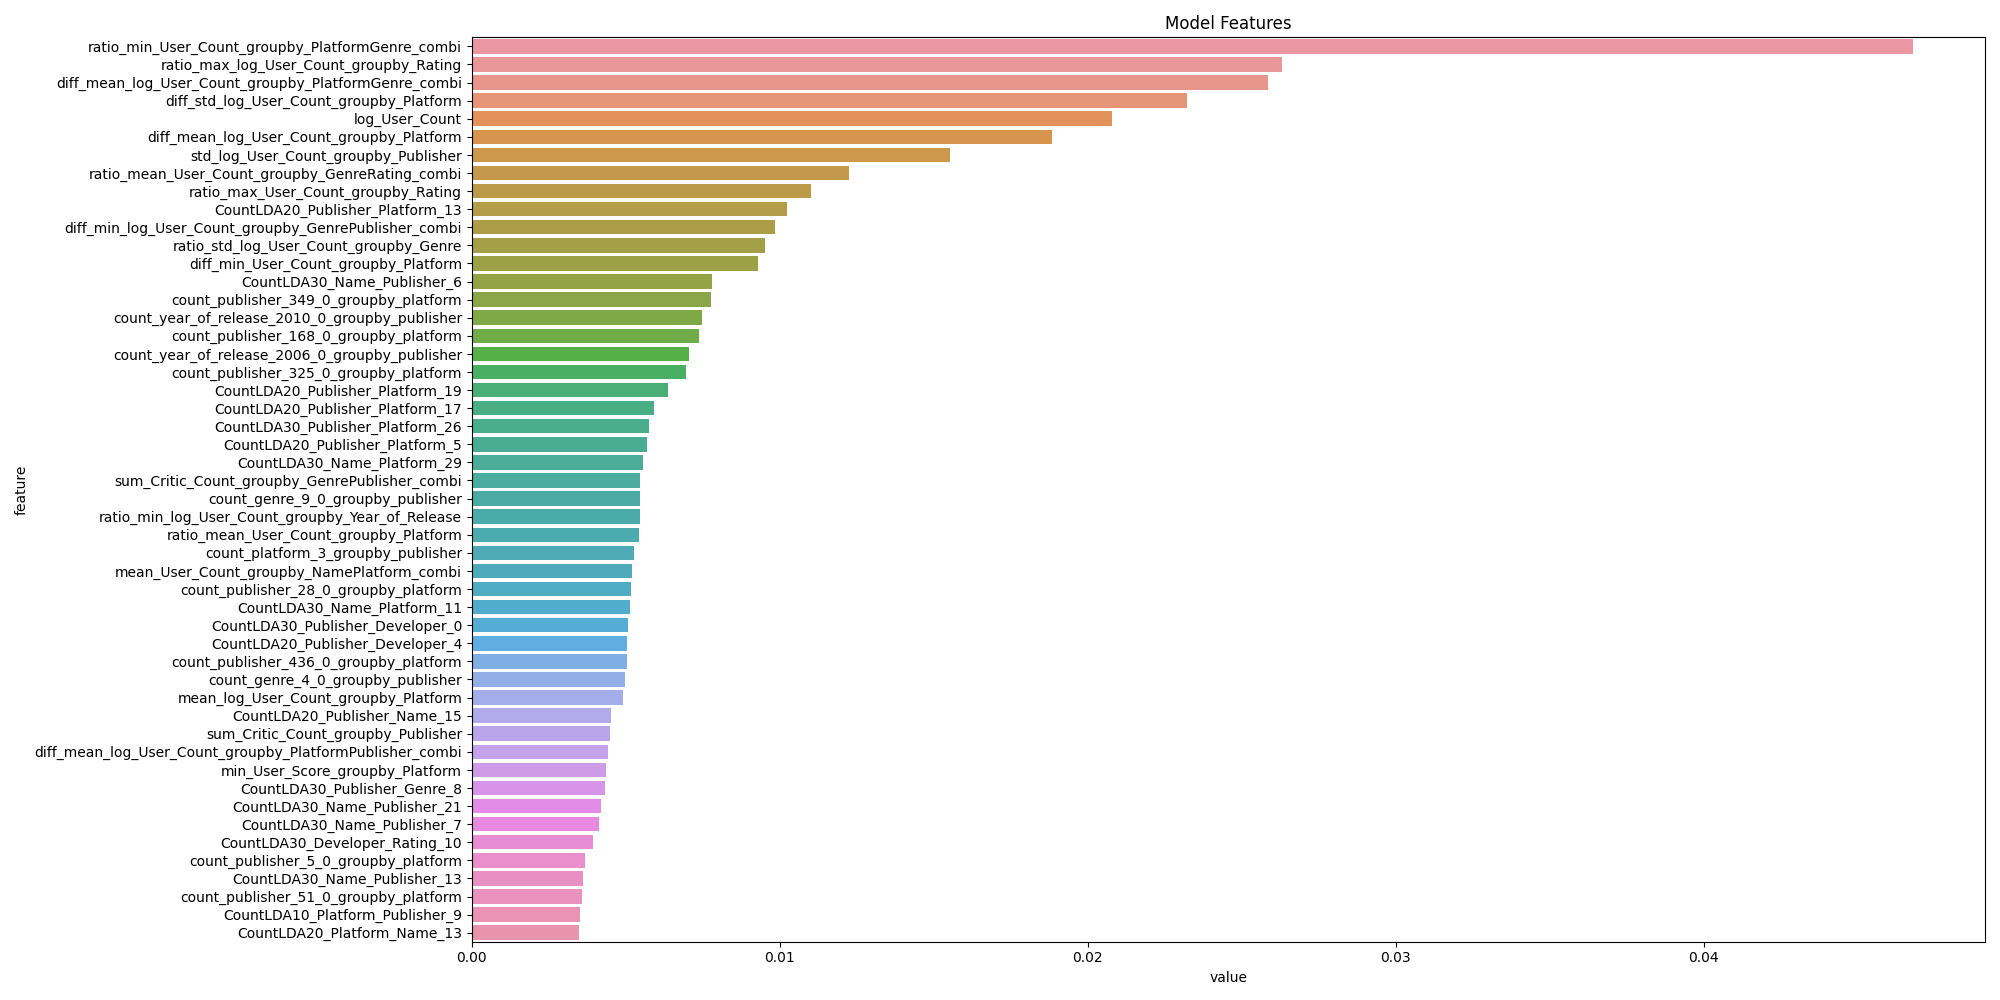 Model Features
ratio_min_User_Count_groupby_PlatformGenre_combi
ratio_max_log_User_Count_groupby_Rating
diff_mean_log_User_Count_groupby_PlatformGenre_combi
diff_std_log_User_Count_groupby_Platform
log_User_Count
diff_mean_log_User_Count_groupby_Platform
std_log_User_Count_groupby_Publisher
ratio_mean_User_Count_groupby_GenreRating_combi
ratio_max_User_Count_groupby_Rating
CountLDA20_Publisher_Platform_13
diff_min_log_User_Count_groupby_GenrePublisher_combi
ratio_std_log_User_Count_groupby_Genre
diff_min_User_Count_groupby_Platform
CountLDA30_Name_Publisher_6
count_publisher_349_0_groupby_platform
count_year_of_release_2010_0_groupby_publisher
count_publisher_168_0_groupby_platform
count_year_of_release_2006_0_groupby_publisher
count_publisher_325_0_groupby_platform
CountLDA20_Publisher_Platform_19
CountLDA20_Publisher_Platform_17
CountLDA30_Publisher_Platform_26
CountLDA20_Publisher_Platform_5
CountLDA30_Name_Platform_29
sum_Critic_Count_groupby_GenrePublisher_combi
count_genre_9_0_groupby_publisher
ratio_min_log_User_Count_groupby_Year_of_Release
ratio_mean_User_Count_groupby_Platform
count_platform_3_groupby_publisher
mean_User_Count_groupby_NamePlatform_combi
count_publisher_28_0_groupby_platform
CountLDA30_Name_Platform_11
CountLDA30_Publisher_Developer_0
CountLDA20_Publisher_Developer_4
count_publisher_436_0_groupby_platform
count_genre_4_0_groupby_publisher
mean_log_User_Count_groupby_Platform
CountLDA20_Publisher_Name_15
sum_Critic_Count_groupby_Publisher
diff_mean_log_User_Count_groupby_PlatformPublisher_combi
min_User_Score_groupby_Platform
CountLDA30_Publisher_Genre_8
CountLDA30_Name_Publisher_21
CountLDA30_Name_Publisher_7
CountLDA30_Developer_Rating_10
count_publisher_5_0_groupby_platform
CountLDA30_Name_Publisher_13
count_publisher_51_0_groupby_platform
CountLDA10_Platform_Publisher_9
CountLDA20_Platform_Name_13
feature
0.00 0.01 0.02 0.03 0.04
value